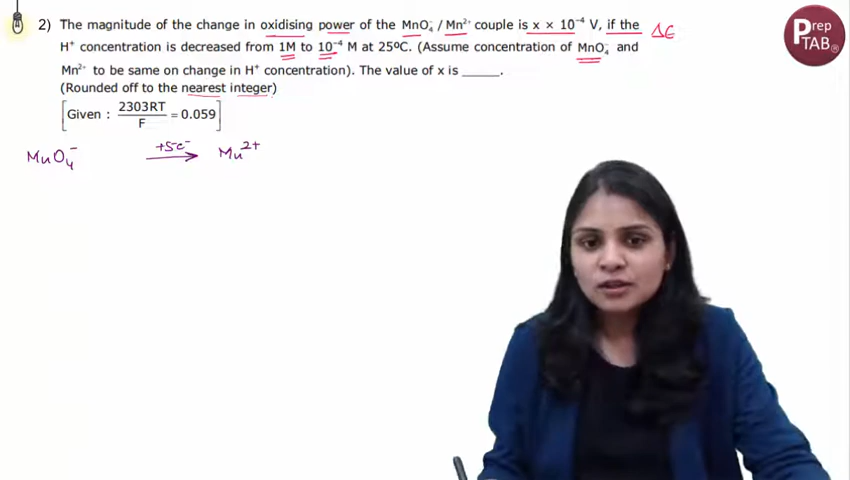 2) The magnitude of the change in oxidising power of the MnO₄⁻ / Mn²⁺ couple is x × 10⁻⁴ V, if the ΔE
H⁺ concentration is decreased from 1M to 10⁻⁴ M at 25°C. (Assume concentration of MnO₄⁻ and
Mn²⁺ to be same on change in H⁺ concentration). The value of x is _____.
(Rounded off to the nearest integer)
[Given : 2303RT/F = 0.059]
MnO₄⁻ +5e⁻ → Mn²⁺
Prep
TAB